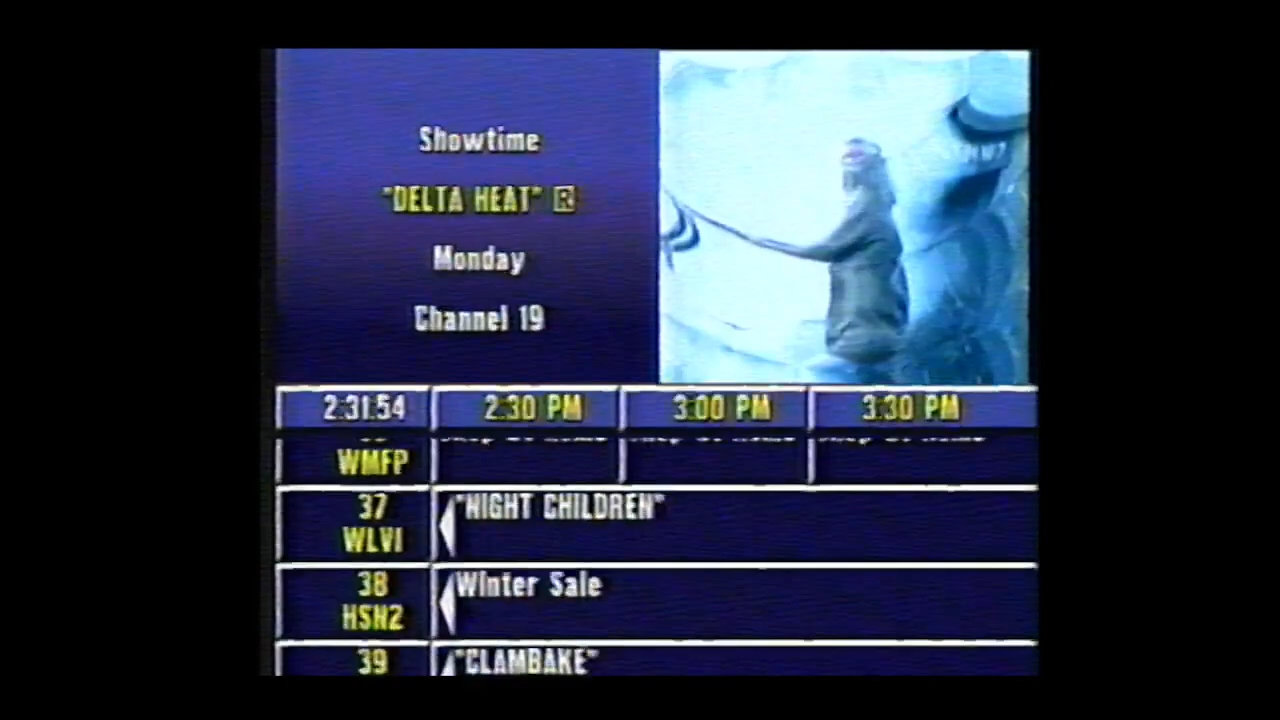 Showtime
"DELTA HEAT" R
Monday
Channel 19
2:31:54 2:30 PM 3:00 PM 3:30 PM
WMFP
37 "NIGHT CHILDREN"
WLVI
38 Winter Sale
HSN2
39 "CLAMBAKE"